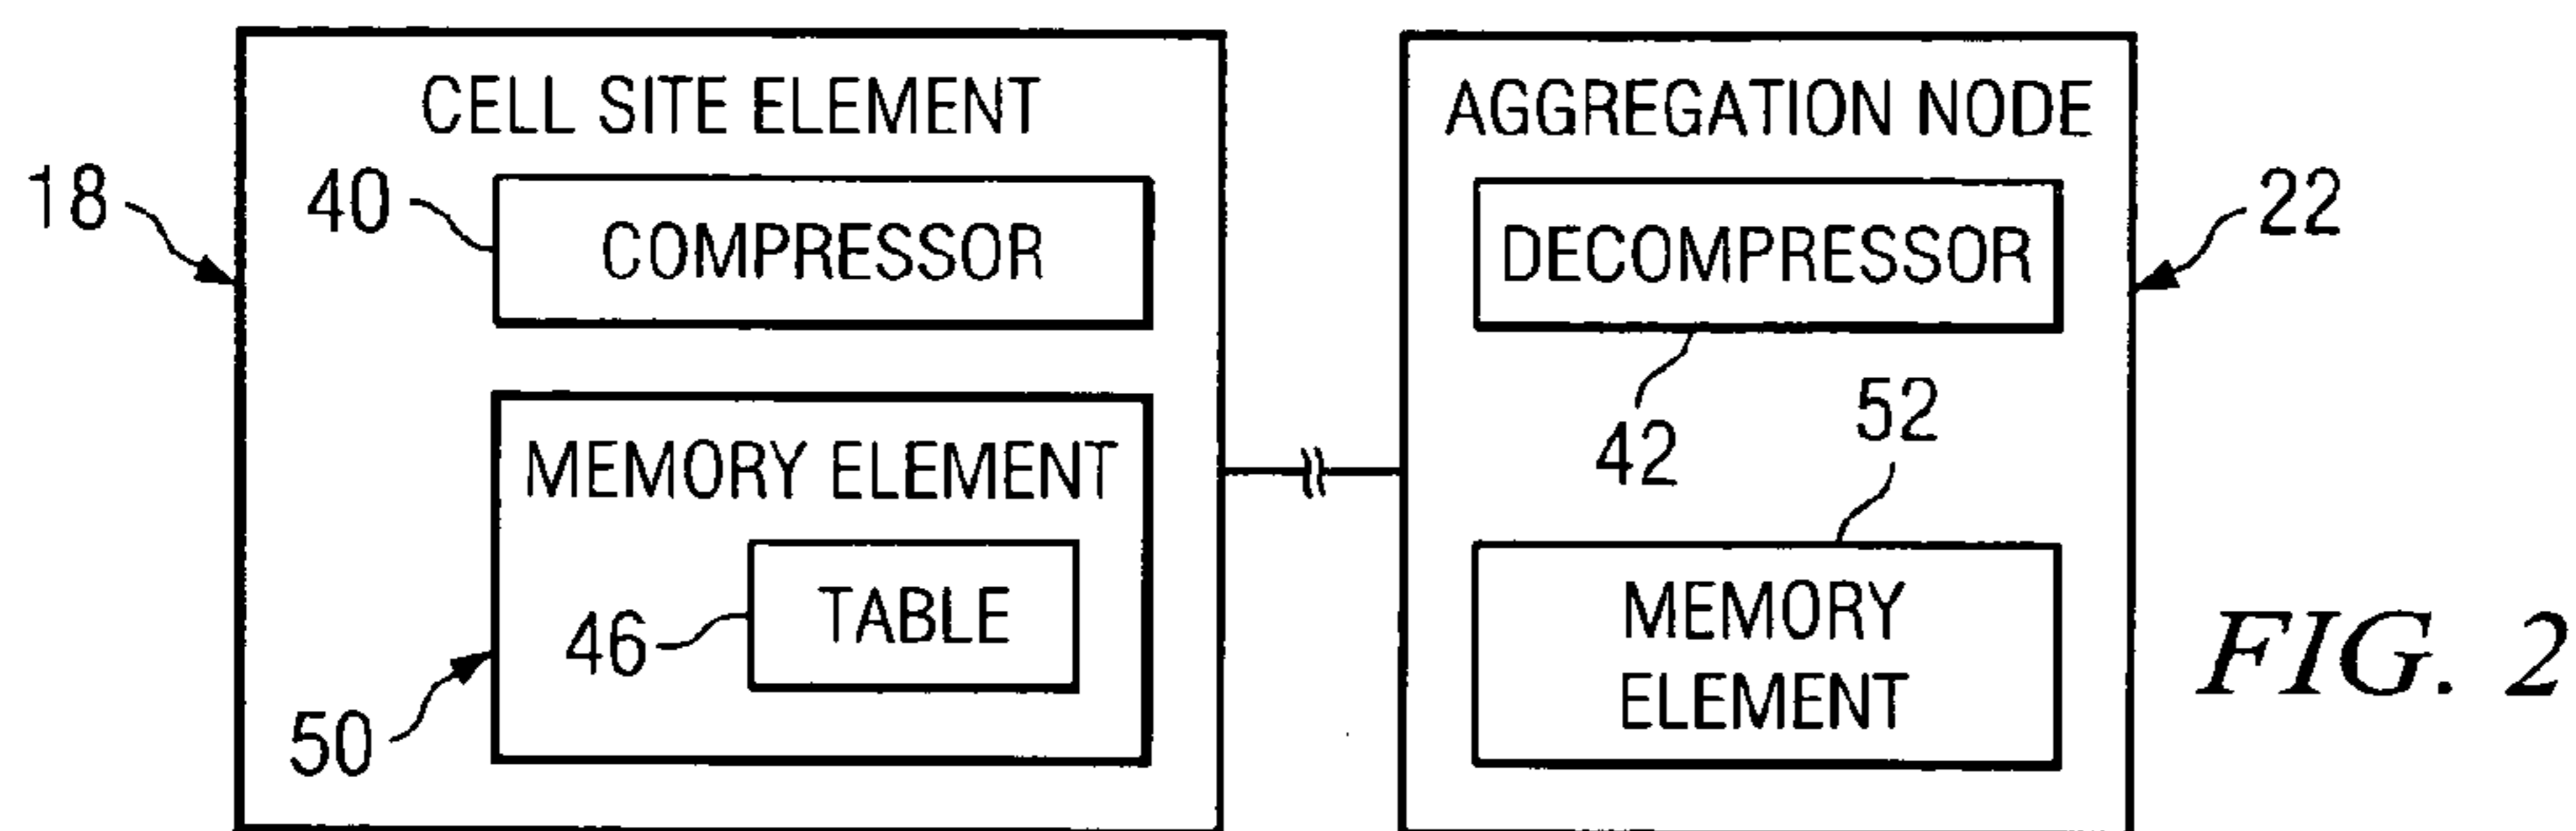 CELL SITE ELEMENT
18
40
COMPRESSOR
MEMORY ELEMENT
46
TABLE
50
AGGREGATION NODE
DECOMPRESSOR
22
42
52
MEMORY
ELEMENT
FIG. 2